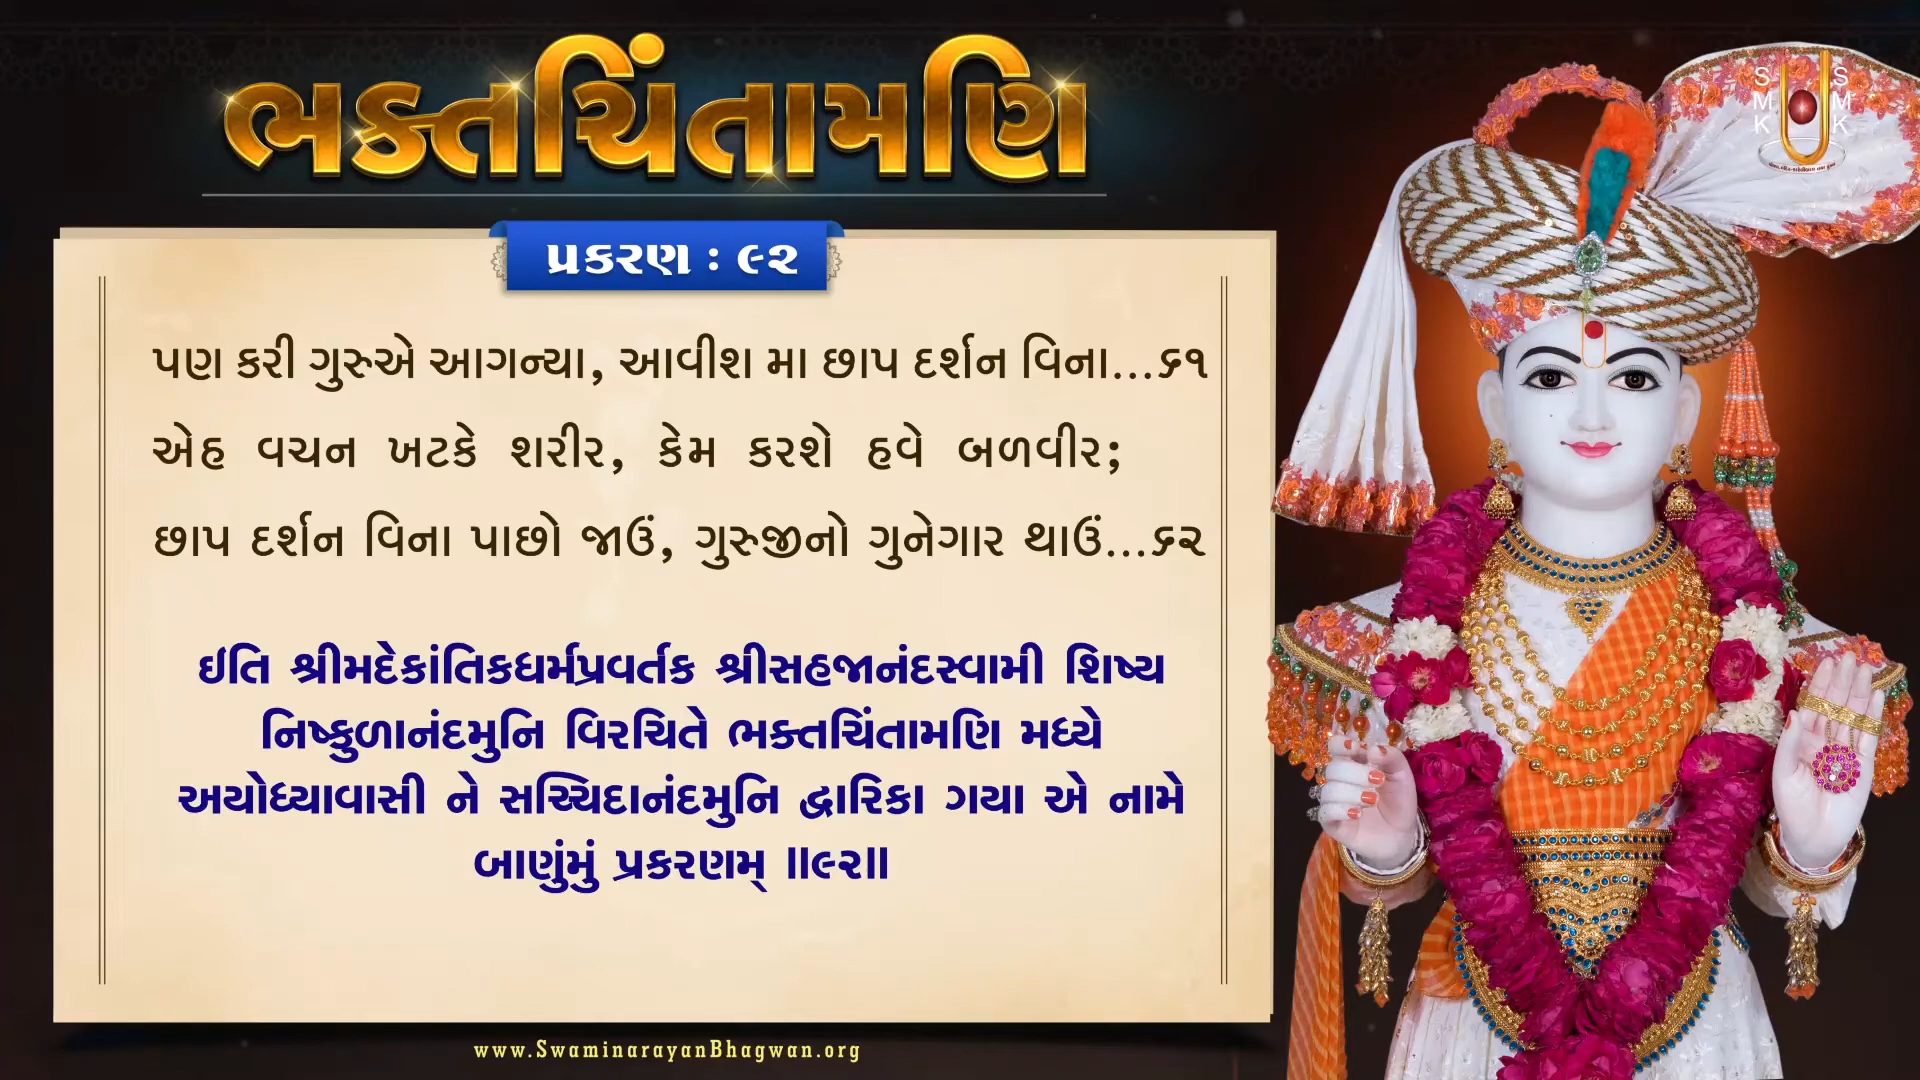 ભક્તચિંતામણિ
S S
M M
K K
પ્રકરણ : ૯૨
પણ કરી ગુરુએ આગન્યા, આવીશ મા છાપ દર્શન વિના...૬૧
એહ વચન ખટકે શરીર, કેમ કરશે હવે બળવીર;
છાપ દર્શન વિના પાછો જાઉં, ગુરુજીનો ગુનેગાર થાઉં...૬૨
ઇતિ શ્રીમદેકાંતિકધર્મપ્રવર્તક શ્રીસહજાનંદસ્વામી શિષ્ય
નિષ્કુળાનંદમુનિ વિરચિતે ભક્તચિંતામણિ મધ્યે
અયોધ્યાવાસી ને સચ્ચિદાનંદમુનિ દ્વારિકા ગયા એ નામે
બાણુંમું પ્રકરણમ્ ॥૯૨॥
www.SwaminarayanBhagwan.org